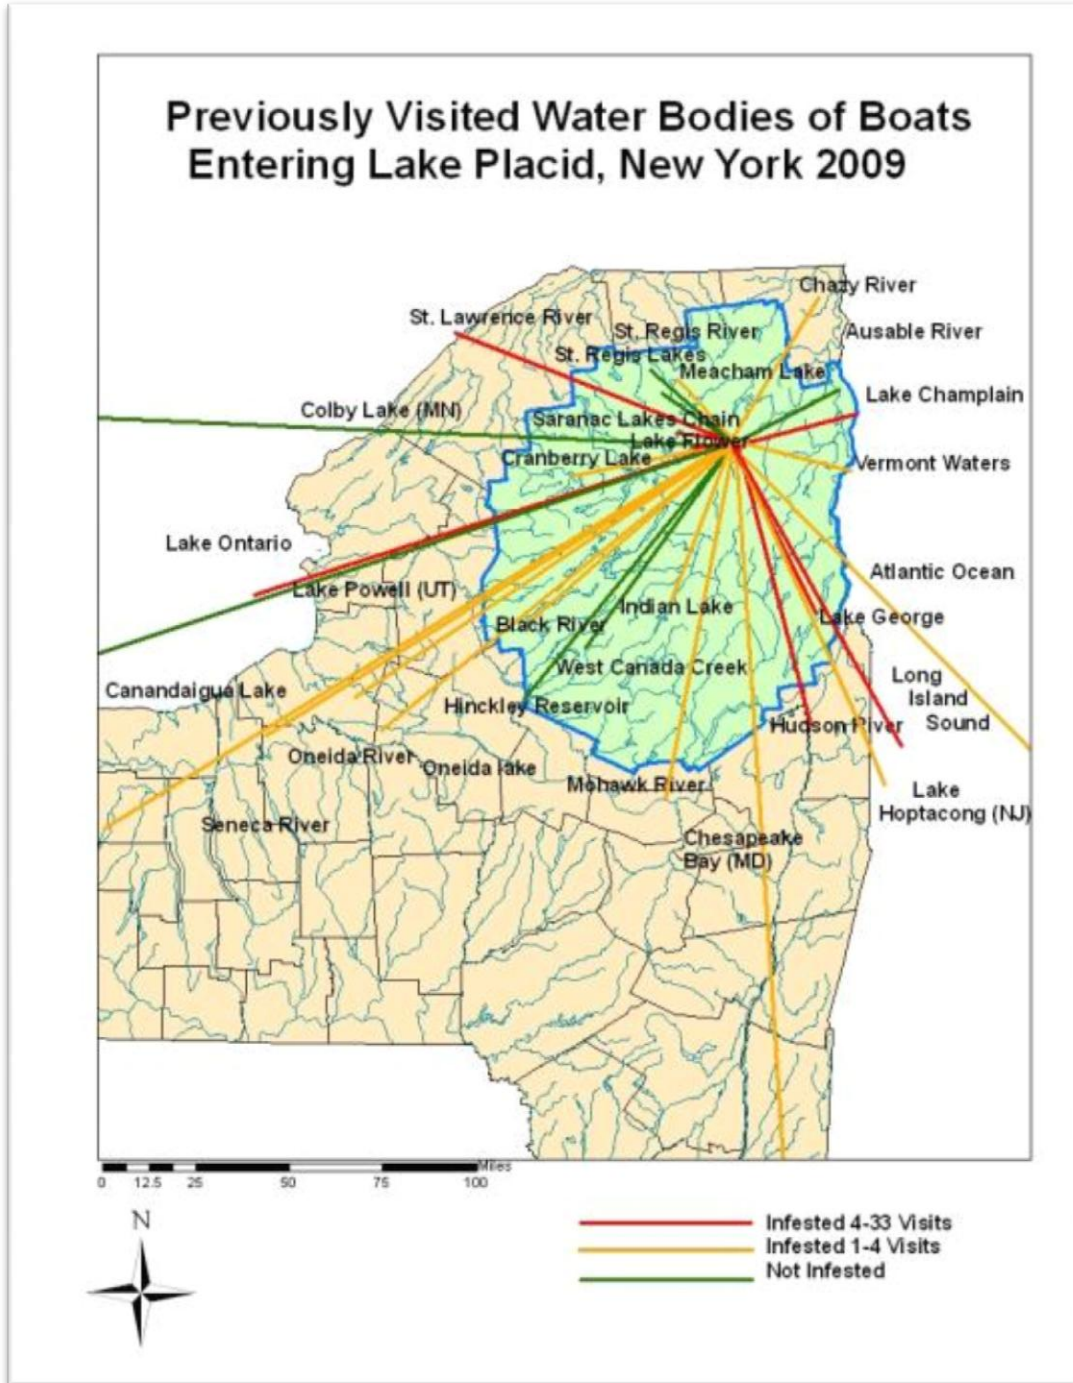 Previously Visited Water Bodies of Boats
Entering Lake Placid, New York 2009
Chazy River
St. Lawrence River
St. Regis River
Ausable River
St. Regis Lakes
Meacham Lake
Lake Champlain
Colby Lake (MN)
Saranac Lakes Chain
Lake Flower
Cranberry Lake
Vermont Waters
Lake Ontario
Atlantic Ocean
Lake Powell (UT)
Indian Lake
Lake George
Black River
West Canada Creek
Long
Island
Sound
Canandaigua Lake
Hinckley Reservoir
Hudson River
Oneida River
Oneida lake
Mohawk River
Lake
Hoptacong (NJ)
Seneca River
Chesapeake
Bay (MD)
Miles
0 12.5 25 50 75 100
N
Infested 4-33 Visits
Infested 1-4 Visits
Not Infested